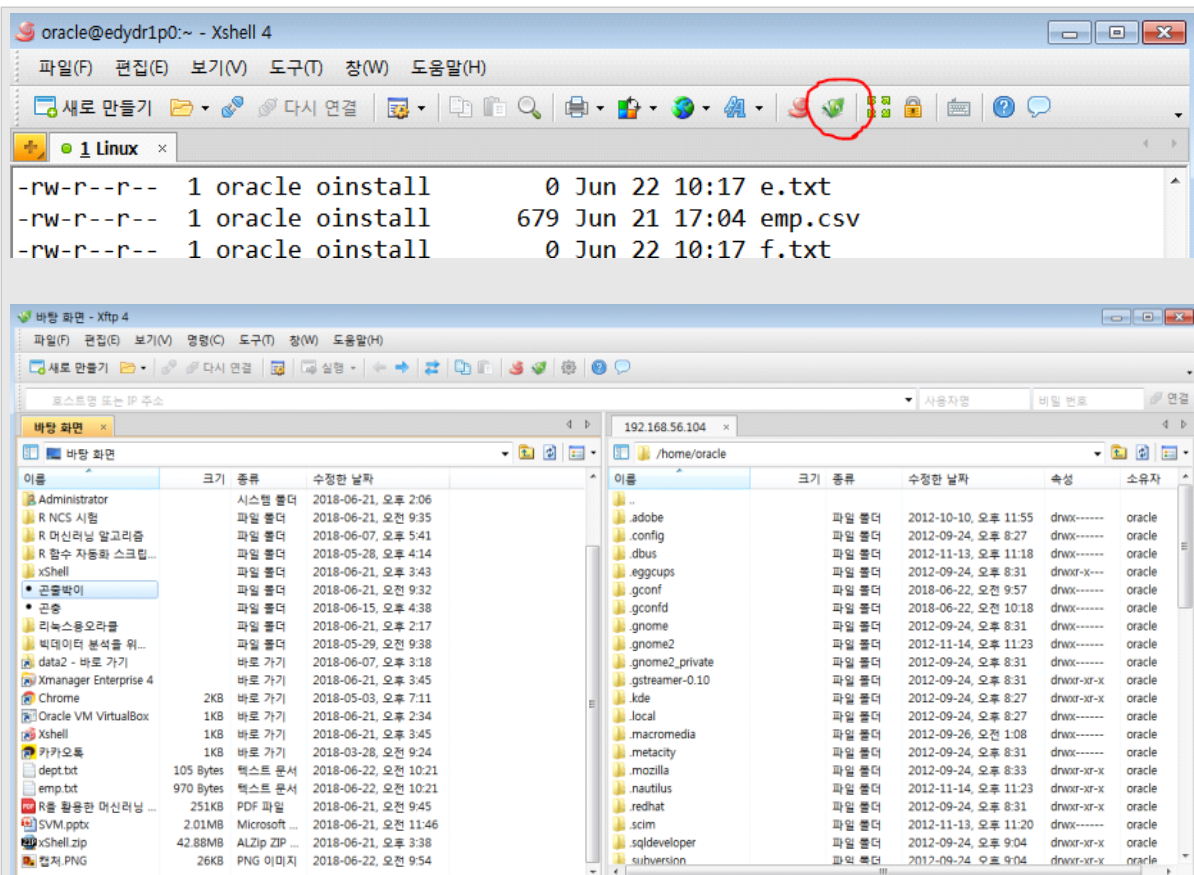 oracle@edydr1p0:~ - Xshell 4
파일(F) 편집(E) 보기(V) 도구(T) 창(W) 도움말(H)
새로 만들기 다시 연결
1 Linux
-rw-r--r-- 1 oracle oinstall 0 Jun 22 10:17 e.txt
-rw-r--r-- 1 oracle oinstall 679 Jun 21 17:04 emp.csv
-rw-r--r-- 1 oracle oinstall 0 Jun 22 10:17 f.txt
바탕 화면 - Xftp 4
파일(F) 편집(E) 보기(V) 명령(C) 도구(T) 창(W) 도움말(H)
새로 만들기 다시 연결 실행
호스트명 또는 IP 주소 사용자명 비밀 번호 연결
바탕 화면
바탕 화면
이름 크기 종류 수정한 날짜
Administrator 시스템 폴더 2018-06-21, 오후 2:06
R NCS 시험 파일 폴더 2018-06-21, 오전 9:35
R 머신러닝 알고리즘 파일 폴더 2018-06-07, 오후 5:41
R 함수 자동화 스크립... 파일 폴더 2018-05-28, 오후 4:14
xShell 파일 폴더 2018-06-21, 오후 3:43
곤줄박이 파일 폴더 2018-06-21, 오전 9:32
곤충 파일 폴더 2018-06-15, 오후 4:38
리눅스용오라클 파일 폴더 2018-06-21, 오후 2:17
빅데이터 분석을 위... 파일 폴더 2018-05-29, 오전 9:38
data2 - 바로 가기 바로 가기 2018-06-07, 오후 3:18
Xmanager Enterprise 4 바로 가기 2018-06-21, 오후 3:45
Chrome 2KB 바로 가기 2018-05-03, 오후 7:11
Oracle VM VirtualBox 1KB 바로 가기 2018-06-21, 오후 2:34
Xshell 1KB 바로 가기 2018-06-21, 오후 3:45
카카오톡 1KB 바로 가기 2018-03-28, 오전 9:24
dept.txt 105 Bytes 텍스트 문서 2018-06-22, 오전 10:21
emp.txt 970 Bytes 텍스트 문서 2018-06-22, 오전 10:21
R을 활용한 머신러닝 ... 251KB PDF 파일 2018-06-21, 오전 9:45
SVM.pptx 2.01MB Microsoft ... 2018-06-21, 오전 11:46
xShell.zip 42.88MB ALZip ZIP ... 2018-06-21, 오후 3:38
캡처.PNG 26KB PNG 이미지 2018-06-22, 오전 9:54
192.168.56.104
/home/oracle
이름 크기 종류 수정한 날짜 속성 소유자
..
.adobe 파일 폴더 2012-10-10, 오후 11:55 drwx------ oracle
.config 파일 폴더 2012-09-24, 오후 8:27 drwx------ oracle
.dbus 파일 폴더 2012-11-13, 오후 11:18 drwx------ oracle
.eggcups 파일 폴더 2012-09-24, 오후 8:31 drwxr-x--- oracle
.gconf 파일 폴더 2018-06-22, 오전 9:57 drwx------ oracle
.gconfd 파일 폴더 2018-06-22, 오전 10:18 drwx------ oracle
.gnome 파일 폴더 2012-09-24, 오후 8:31 drwx------ oracle
.gnome2 파일 폴더 2012-11-14, 오후 11:23 drwx------ oracle
.gnome2_private 파일 폴더 2012-09-24, 오후 8:31 drwx------ oracle
.gstreamer-0.10 파일 폴더 2012-09-24, 오후 8:31 drwxr-xr-x oracle
.kde 파일 폴더 2012-09-24, 오후 8:27 drwx------ oracle
.local 파일 폴더 2012-09-24, 오후 8:27 drwx------ oracle
.macromedia 파일 폴더 2012-09-26, 오전 1:08 drwx------ oracle
.metacity 파일 폴더 2012-09-24, 오후 8:31 drwx------ oracle
.mozilla 파일 폴더 2012-09-24, 오후 8:33 drwxr-xr-x oracle
.nautilus 파일 폴더 2012-11-14, 오후 11:23 drwxr-xr-x oracle
.redhat 파일 폴더 2012-09-24, 오후 8:31 drwxr-xr-x oracle
.scim 파일 폴더 2012-11-13, 오후 11:20 drwx------ oracle
.sqldeveloper 파일 폴더 2012-09-24, 오후 9:04 drwxr-xr-x oracle
.subversion 파일 폴더 2012-09-24, 오후 9:04 drwxr-xr-x oracle